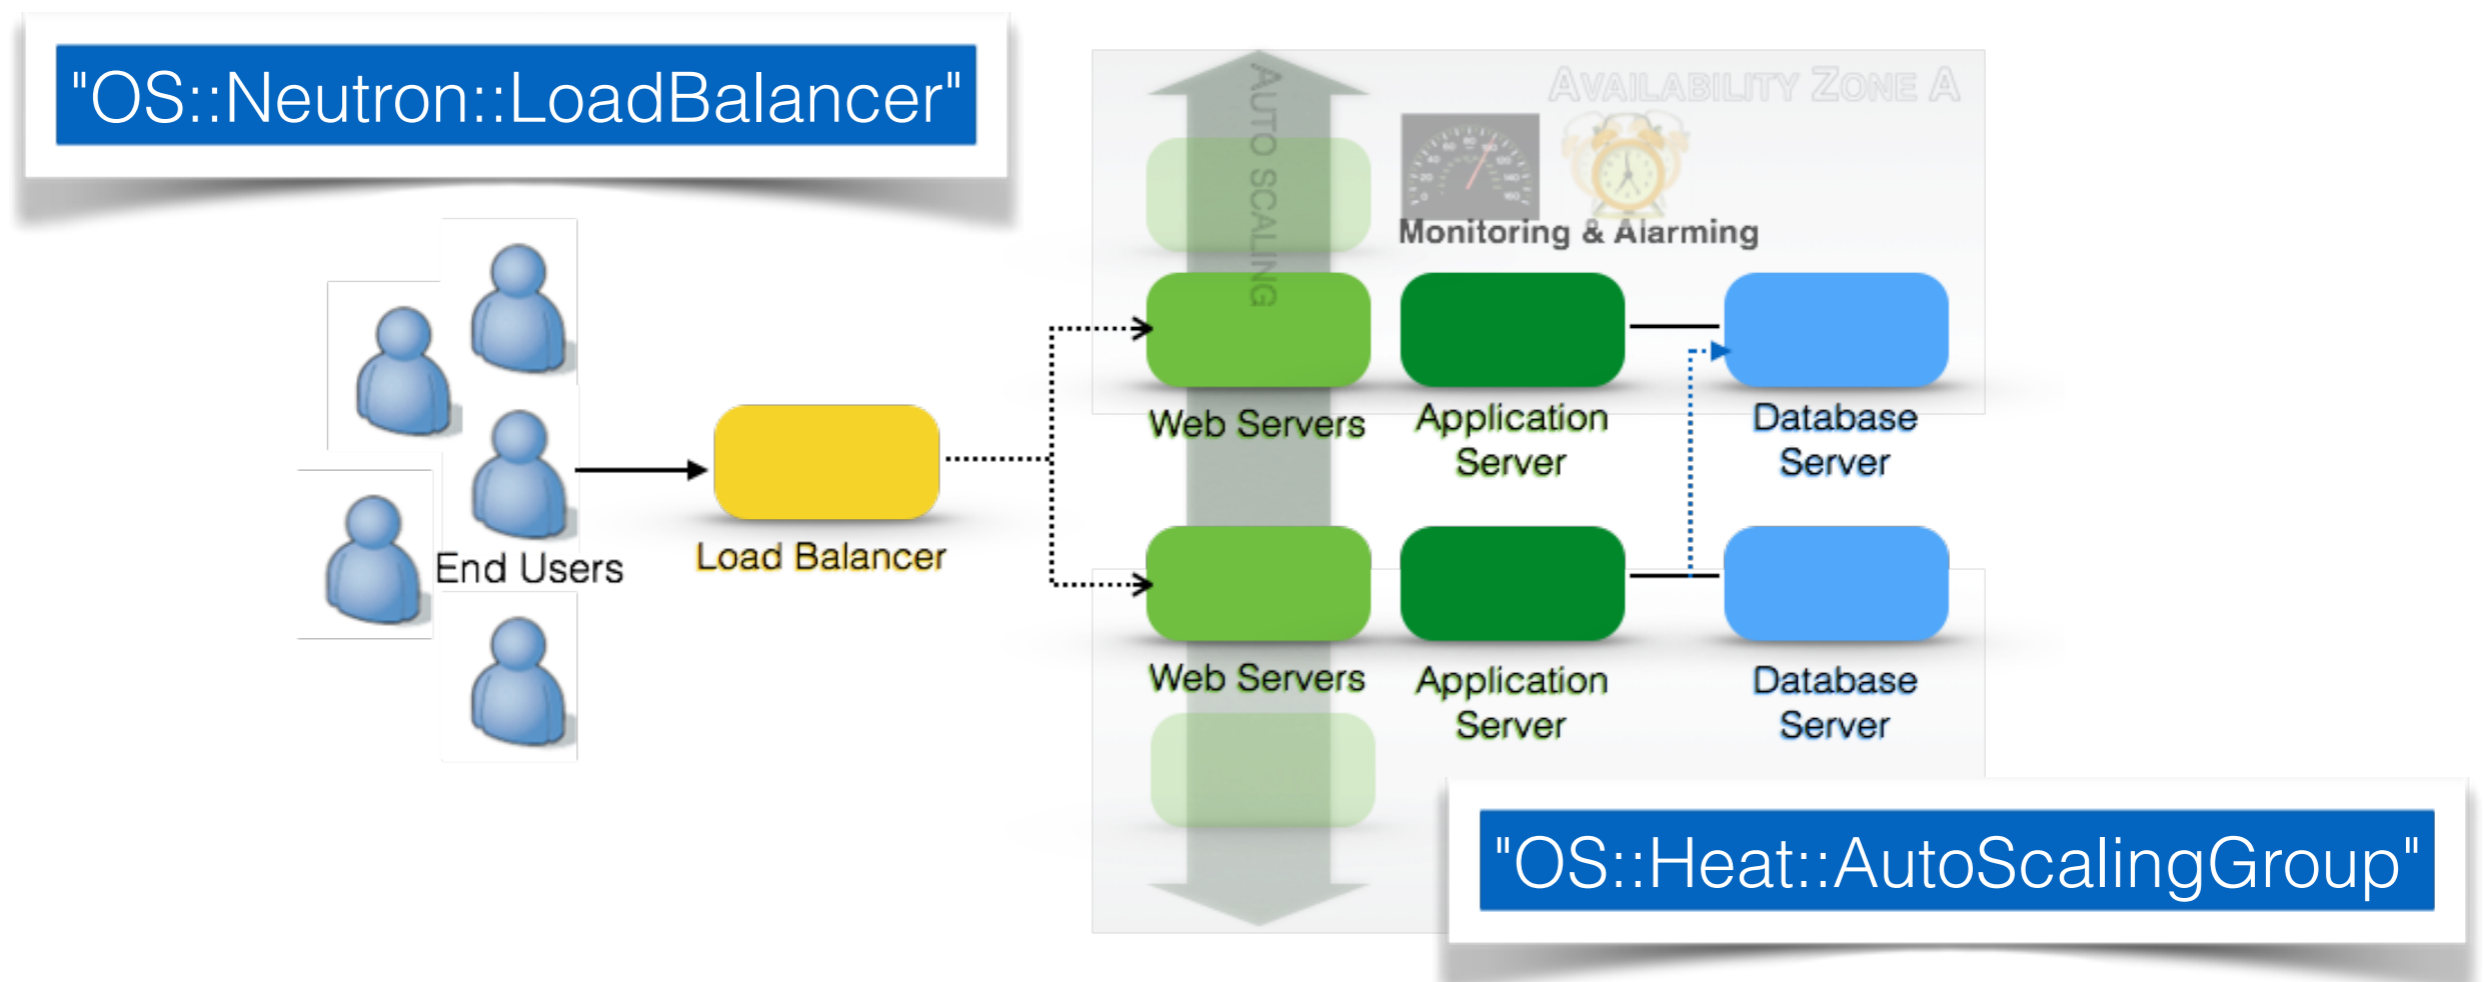 "OS::Neutron::LoadBalancer"
AVAILABILITY ZONE A
AUTO SCALING
Monitoring & Alarming
Web Servers
Application
Server
Database
Server
End Users
Load Balancer
Web Servers
Application
Server
Database
Server
"OS::Heat::AutoScalingGroup"